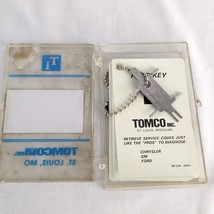 TI
TOMCO INC.
ST. LOUIS, MO
KEY
TOMCO INC.
ST. LOUIS, MISSOURI
RETRIEVE SERVICE CODES JUST
LIKE THE "PROS" TO DIAGNOSE
CHRYSLER
GM
FORD